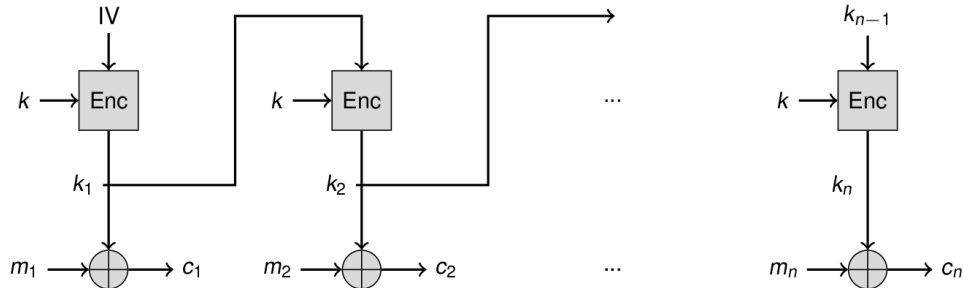 IV k_{n−1}
k Enc k Enc ... k Enc
k_1 k_2 k_n
m_1 c_1 m_2 c_2 ... m_n c_n